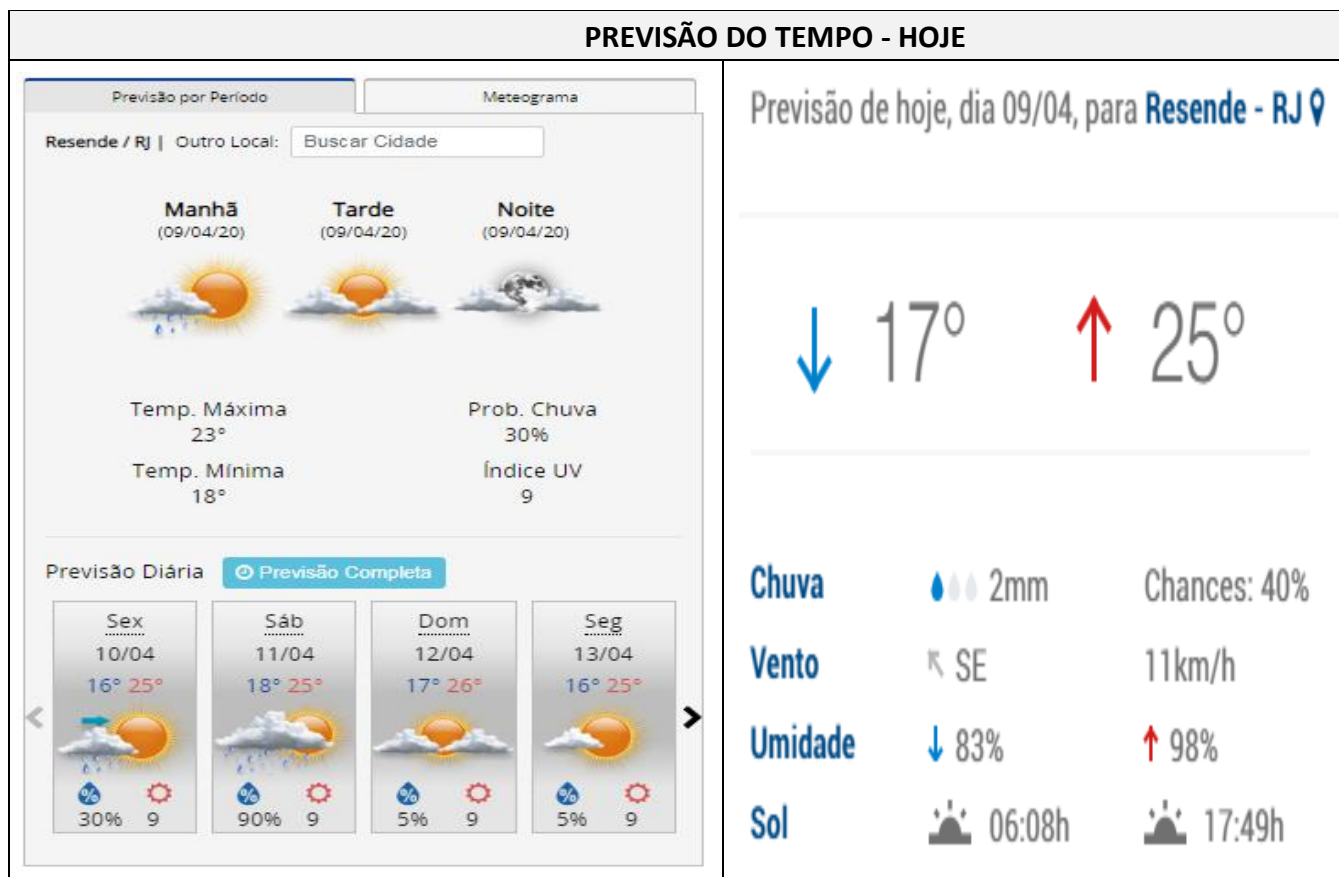 PREVISÃO DO TEMPO - HOJE
Previsão por Período
Meteograma
Resende / RJ | Outro Local: Buscar Cidade
Manhã Tarde Noite
(09/04/20) (09/04/20) (09/04/20)
Temp. Máxima Prob. Chuva
23° 30%
Temp. Mínima Índice UV
18° 9
Previsão Diária Previsão Completa
Sex Sáb Dom Seg
10/04 11/04 12/04 13/04
16° 25° 18° 25° 17° 26° 16° 25°
% % % %
30% 9 90% 9 5% 9 5% 9
Previsão de hoje, dia 09/04, para Resende - RJ
↓ 17° ↑ 25°
Chuva 2mm Chances: 40%
Vento SE 11km/h
Umidade ↓ 83% ↑ 98%
Sol 06:08h 17:49h